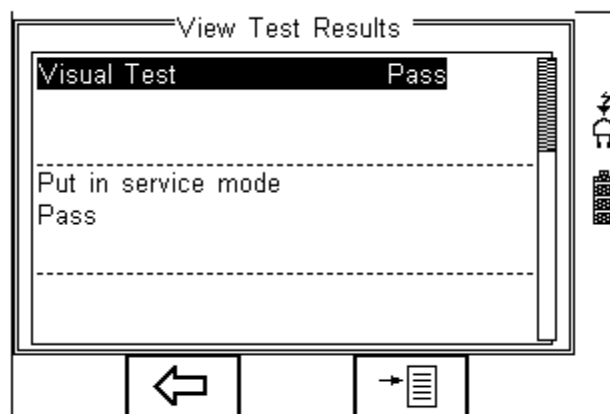 View Test Results
Visual Test Pass
Put in service mode
Pass